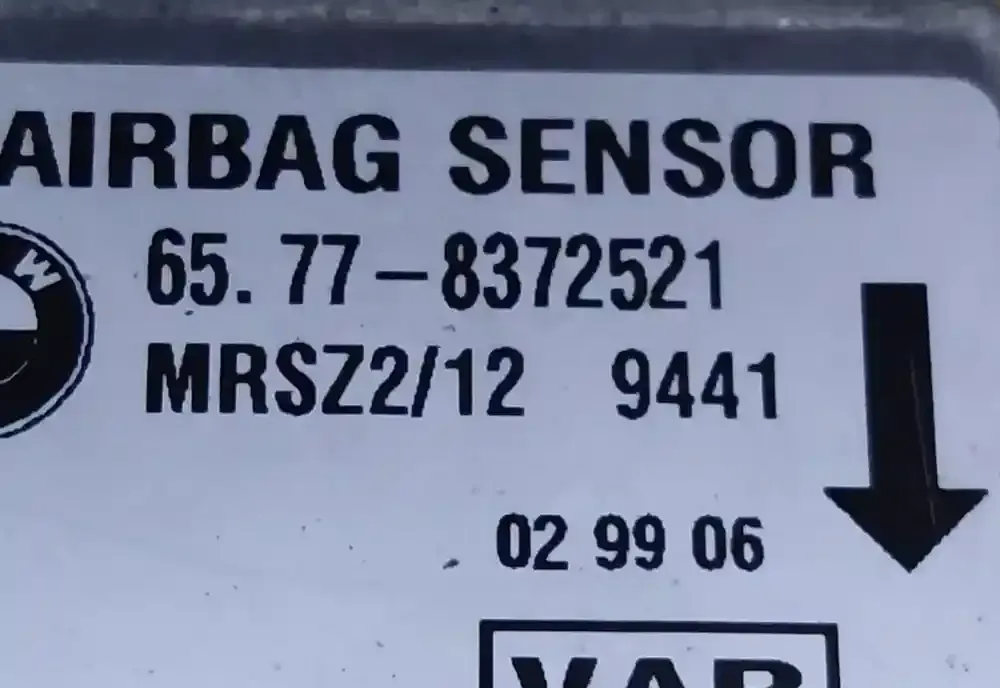 AIRBAG SENSOR
W
65.77-8372521
MRSZ2/12 9441
02 99 06